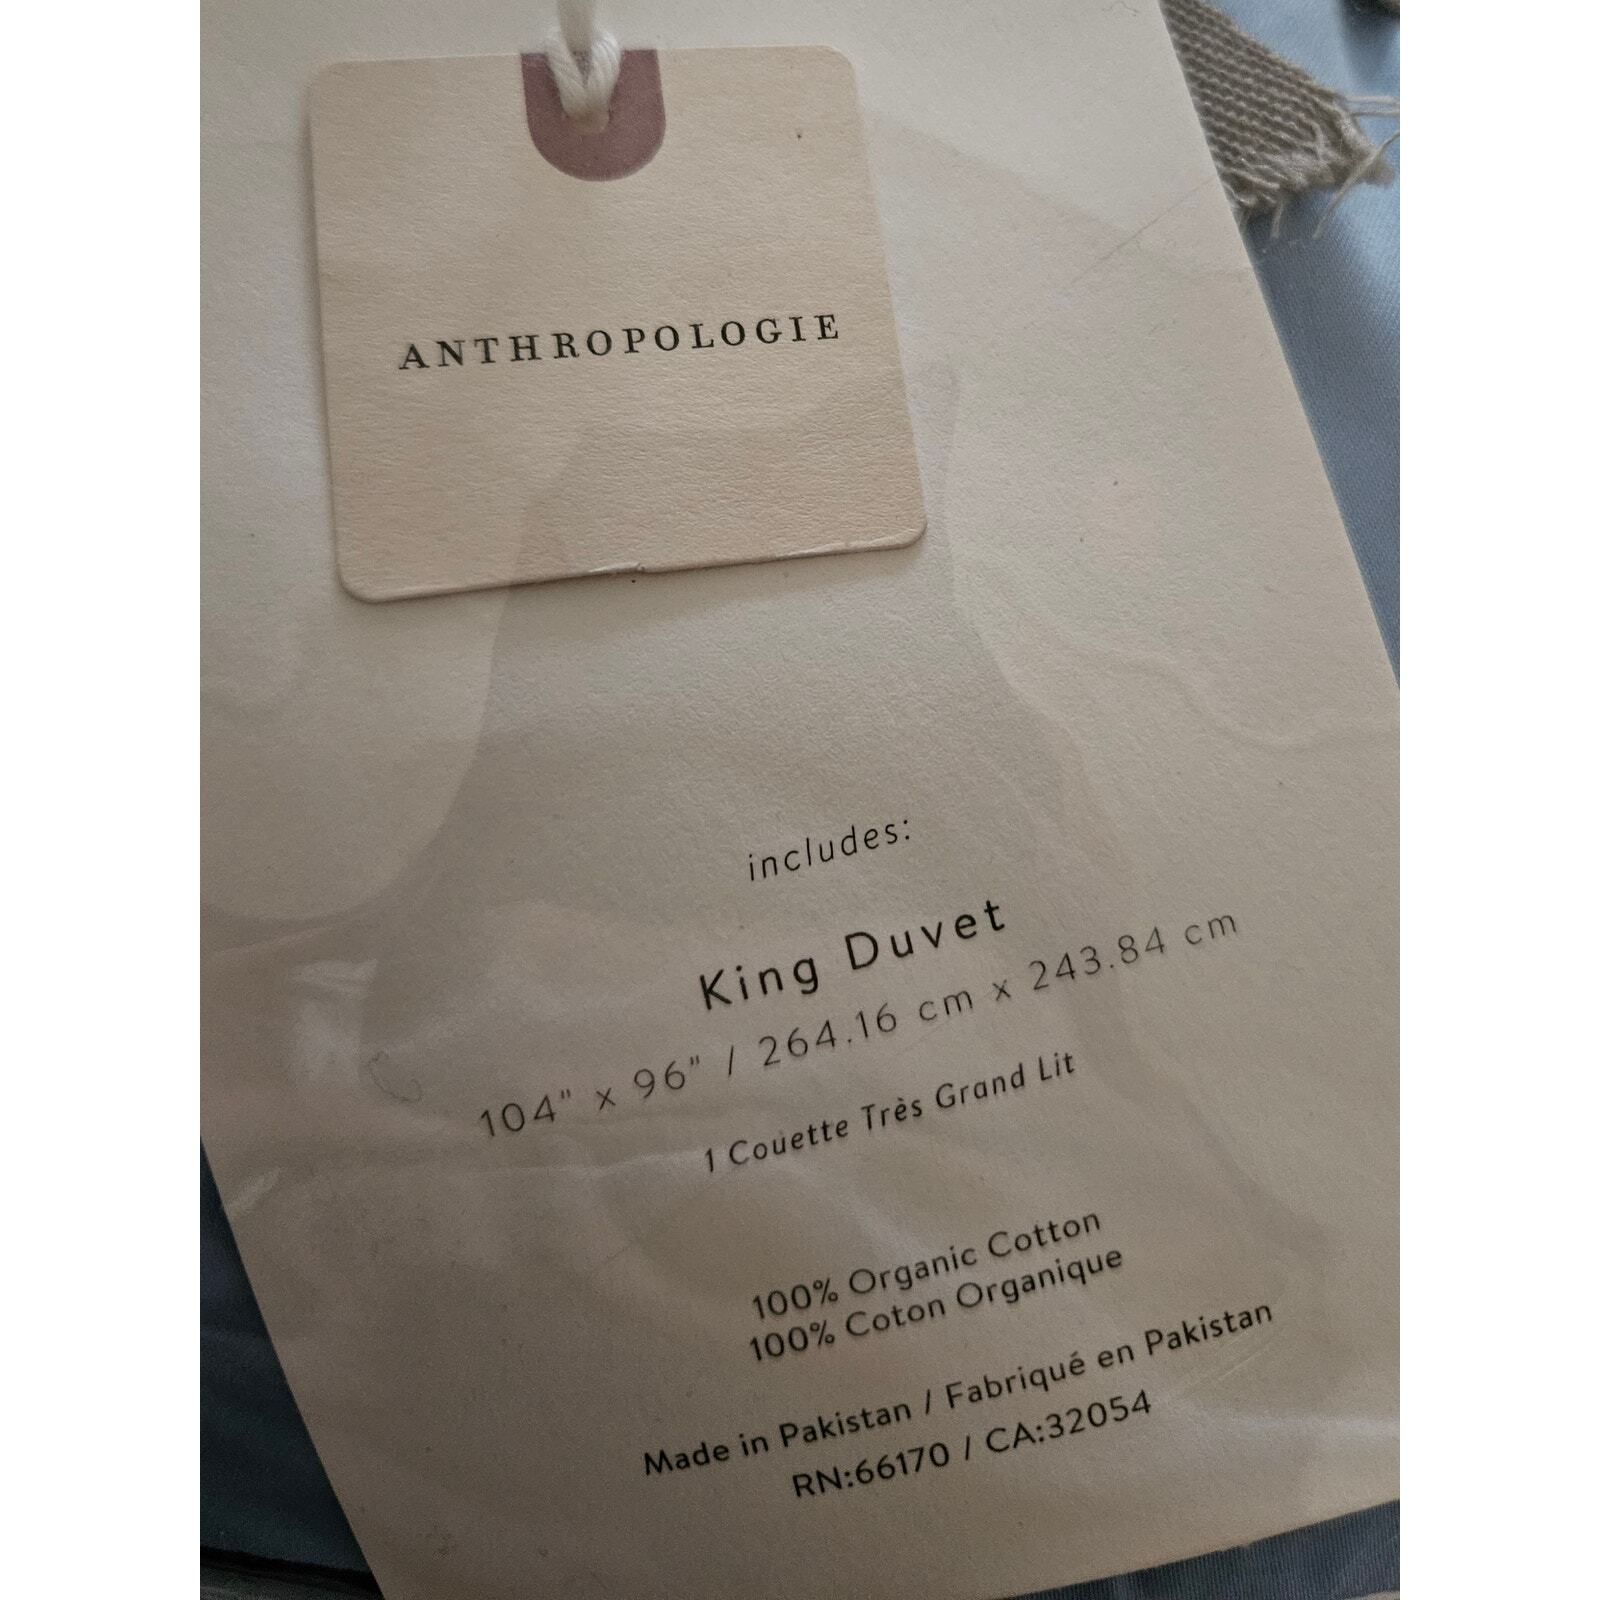 ANTHROPOLOGIE
includes:
King Duvet
104" x 96" / 264.16 cm x 243.84 cm
1 Couette Très Grand Lit
100% Organic Cotton
100% Coton Organique
Made in Pakistan / Fabriqué en Pakistan
RN:66170 / CA:32054